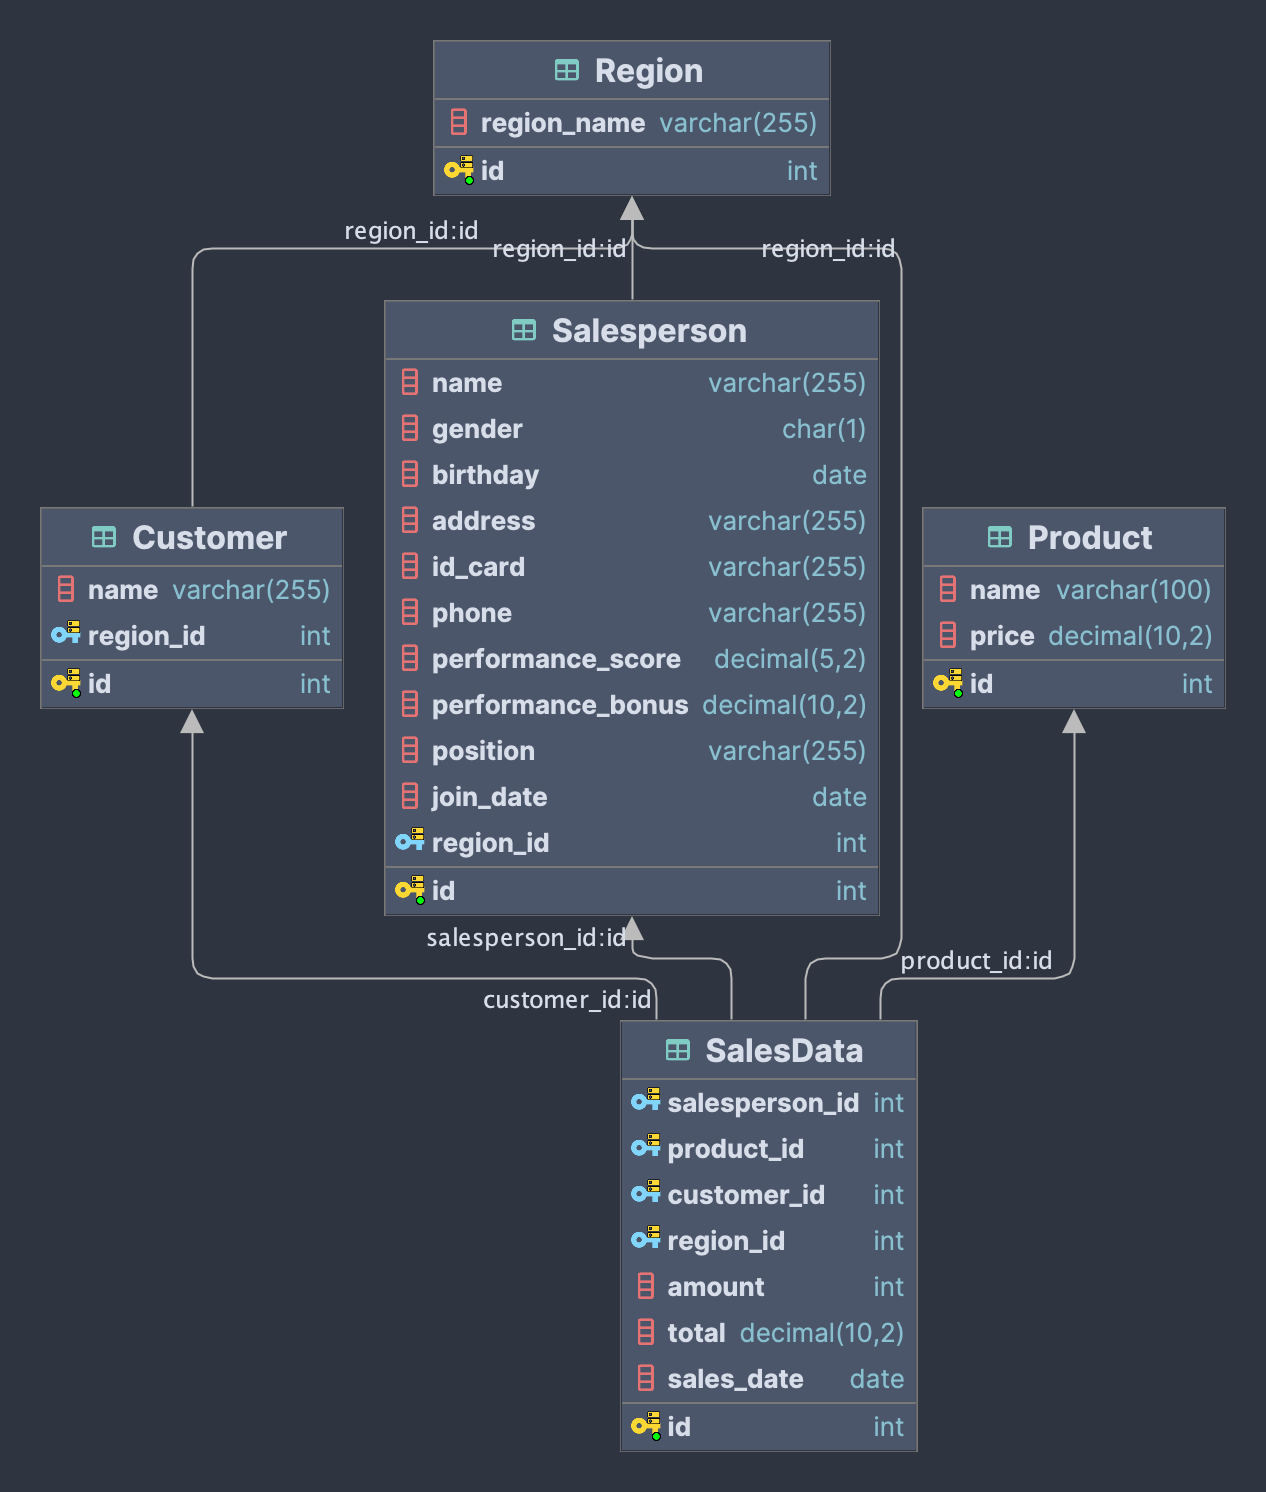 Region
region_name varchar(255)
id int
region_id:id
region_id:id
region_id:id
Salesperson
name varchar(255)
gender char(1)
birthday date
address varchar(255)
id_card varchar(255)
phone varchar(255)
performance_score decimal(5,2)
performance_bonus decimal(10,2)
position varchar(255)
join_date date
region_id int
id int
Customer
name varchar(255)
region_id int
id int
Product
name varchar(100)
price decimal(10,2)
id int
salesperson_id:id
product_id:id
customer_id:id
SalesData
salesperson_id int
product_id int
customer_id int
region_id int
amount int
total decimal(10,2)
sales_date date
id int